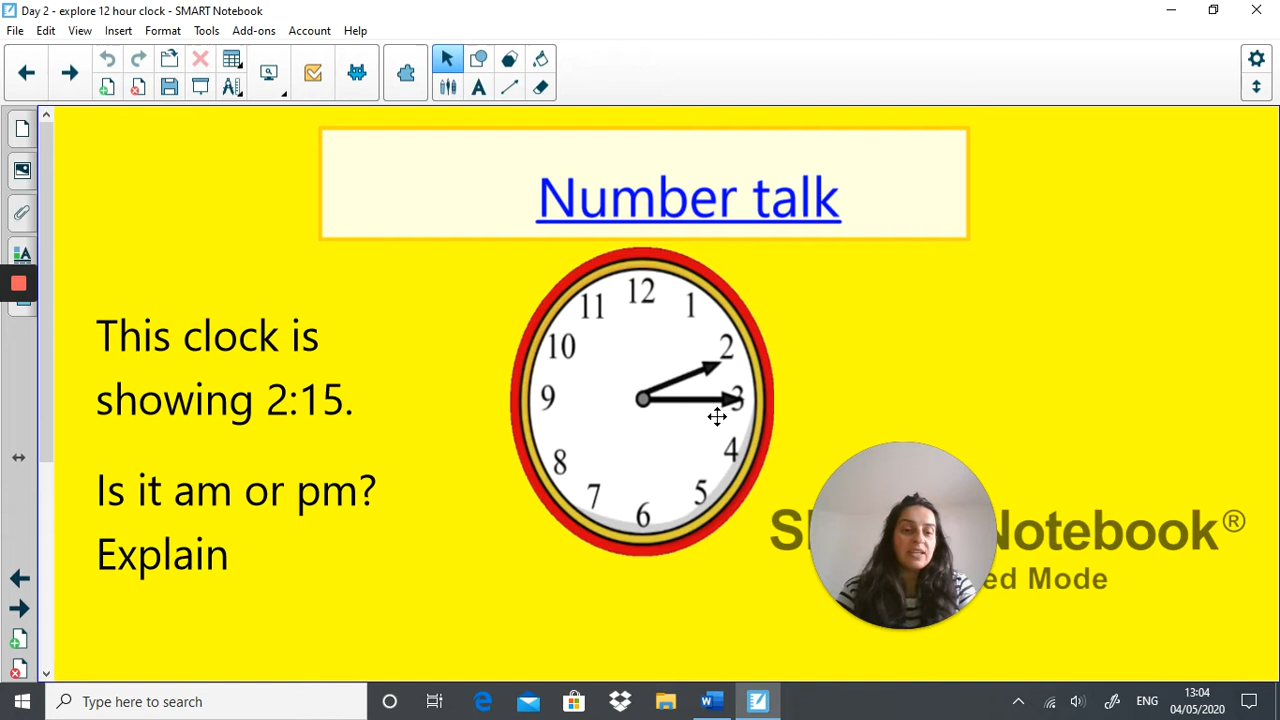 Day 2 - explore 12 hour clock - SMART Notebook
File Edit View Insert Format Tools Add-ons Account Help
Number talk
12
11 1
10 2
9 3
8 4
7 5
6
This clock is
showing 2:15.
Is it am or pm?
Explain
Notebook®
ed Mode
Type here to search
ENG
13:04
04/05/2020